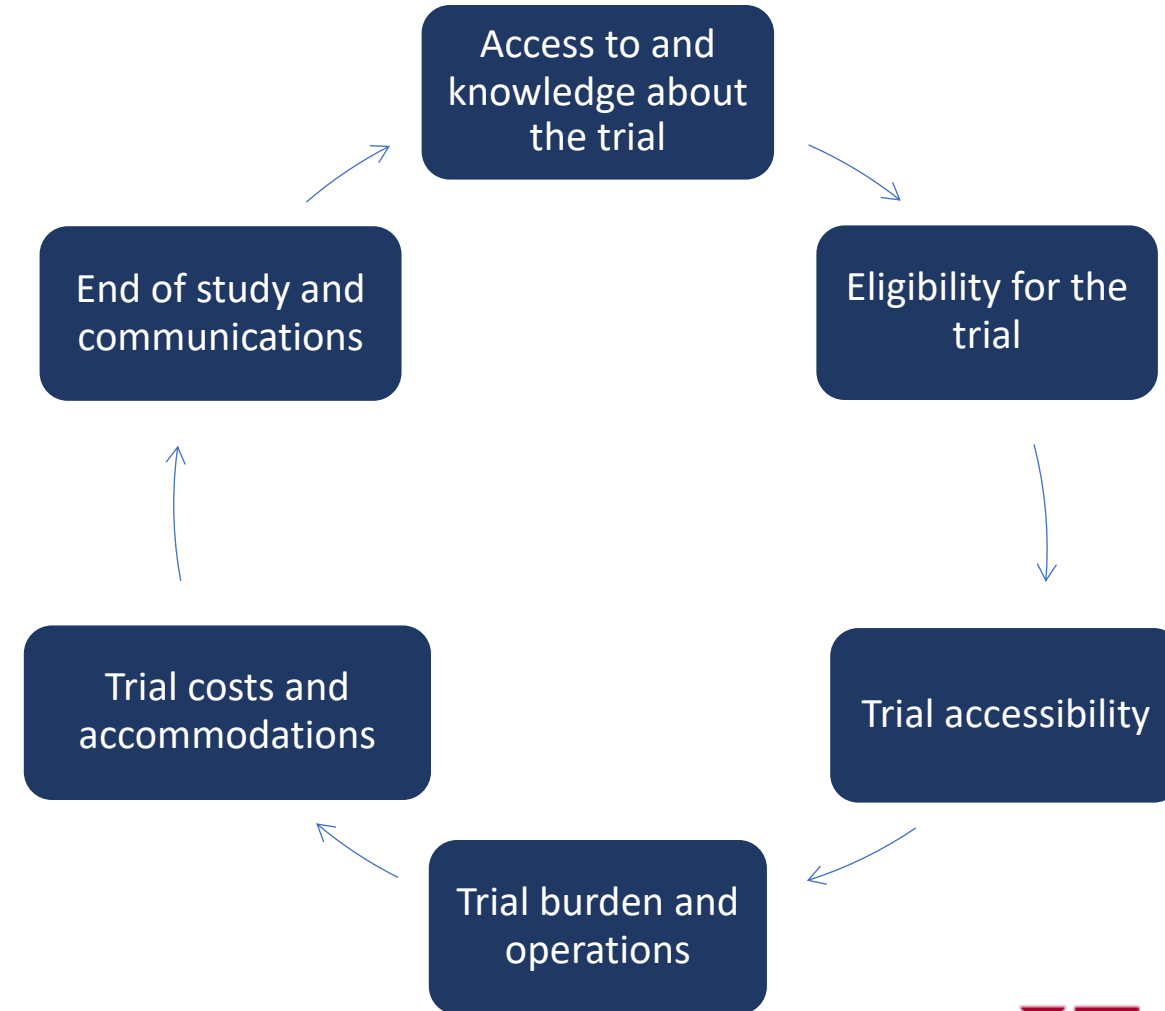 Access to and
knowledge about
the trial
Eligibility for the
trial
Trial accessibility
Trial burden and
operations
Trial costs and
accommodations
End of study and
communications